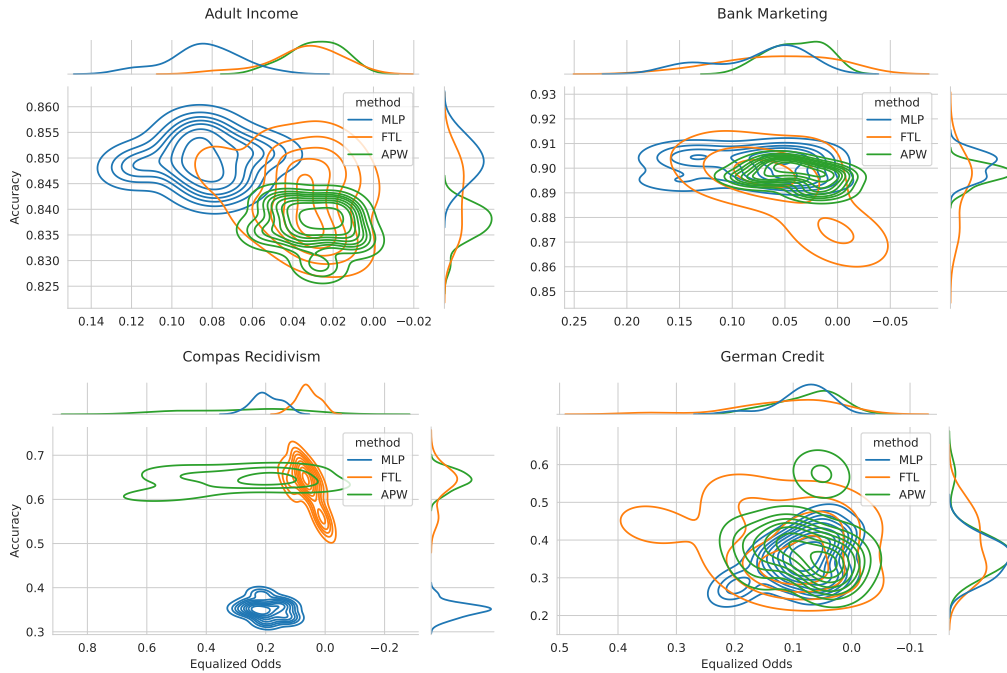 Adult Income
method
MLP
FTL
APW
Accuracy
0.860
0.855
0.850
0.845
0.840
0.835
0.830
0.825
0.14 0.12 0.10 0.08 0.06 0.04 0.02 0.00 −0.02
Bank Marketing
method
MLP
FTL
APW
0.93
0.92
0.91
0.90
0.89
0.88
0.87
0.86
0.85
0.25 0.20 0.15 0.10 0.05 0.00 −0.05
Compas Recidivism
method
MLP
FTL
APW
Accuracy
0.7
0.6
0.5
0.4
0.3
0.8 0.6 0.4 0.2 0.0 −0.2
Equalized Odds
German Credit
method
MLP
FTL
APW
0.6
0.5
0.4
0.3
0.2
0.5 0.4 0.3 0.2 0.1 0.0 −0.1
Equalized Odds